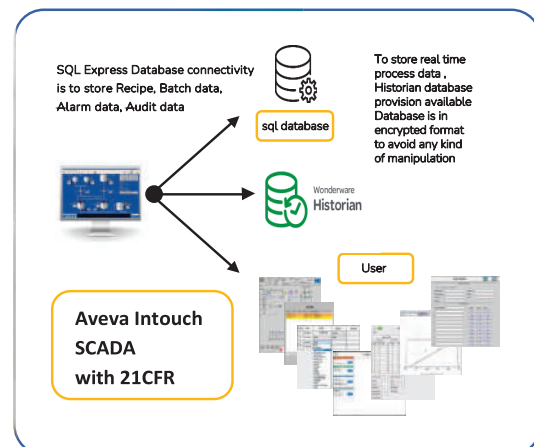 SQL Express Database connectivity
is to store Recipe, Batch data,
Alarm data, Audit data
sql database
To store real time
process data ,
Historian database
provision available
Database is in
encrypted format
to avoid any kind
of manipulation
Wonderware
Historian
User
Aveva Intouch
SCADA
with 21CFR